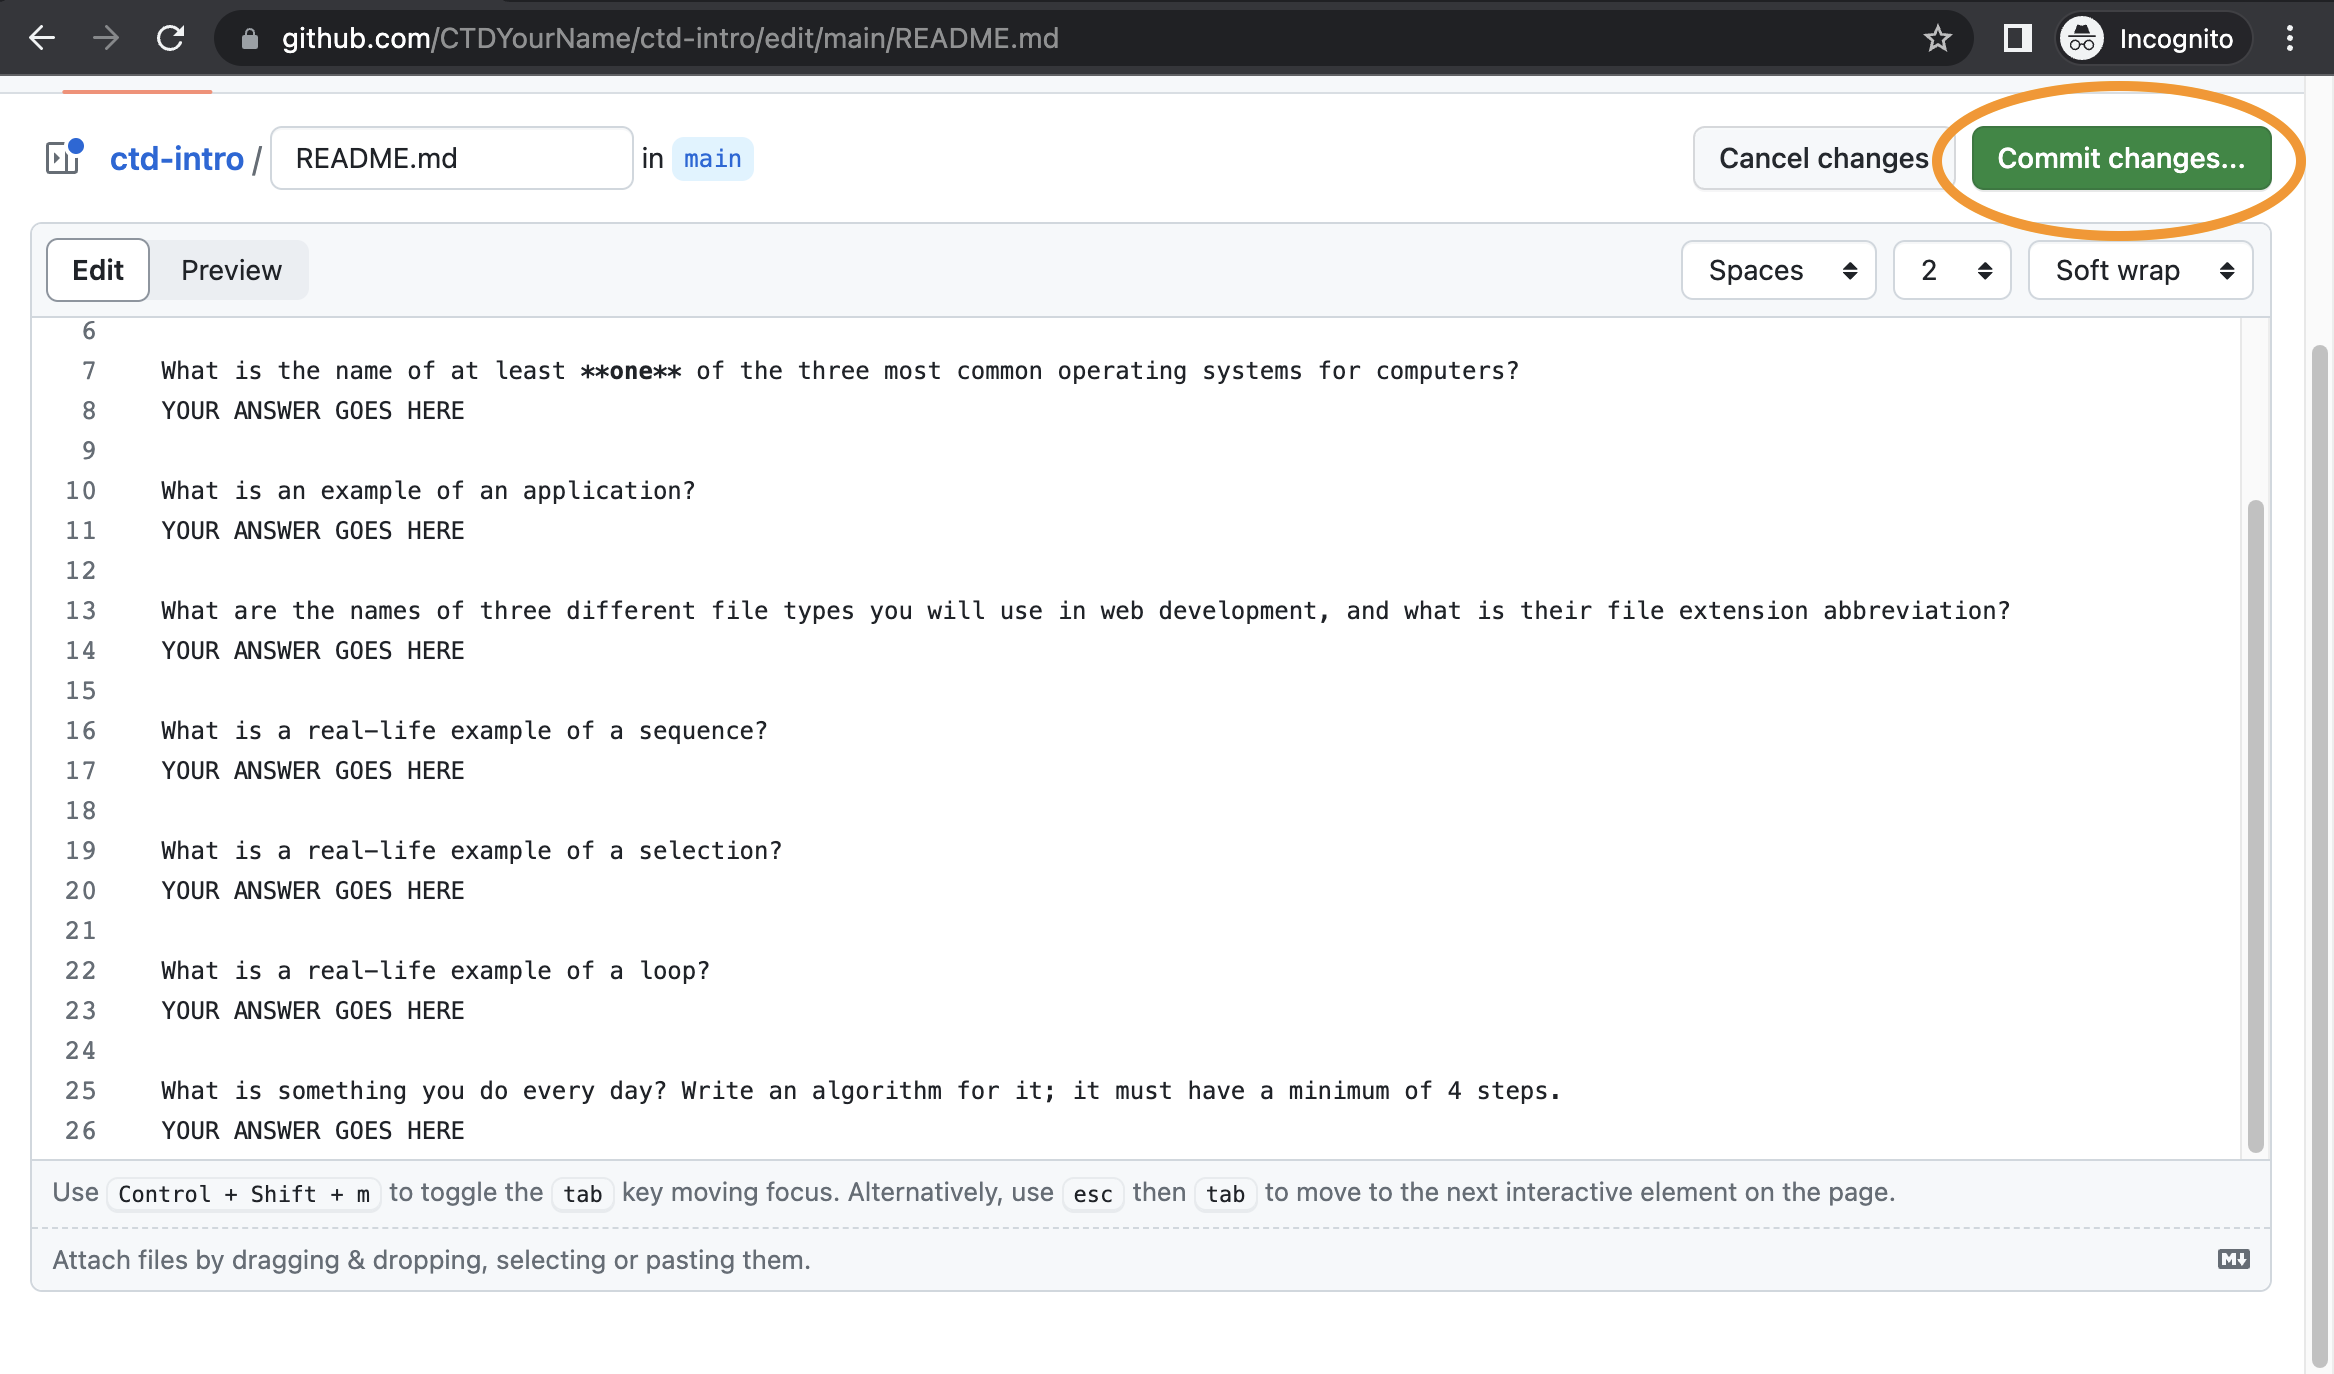 github.com/CTDYourName/ctd-intro/edit/main/README.md Incognito
ctd-intro / README.md in main Cancel changes Commit changes...
Edit Preview Spaces 2 Soft wrap
6
7 What is the name of at least **one** of the three most common operating systems for computers?
8 YOUR ANSWER GOES HERE
9
10 What is an example of an application?
11 YOUR ANSWER GOES HERE
12
13 What are the names of three different file types you will use in web development, and what is their file extension abbreviation?
14 YOUR ANSWER GOES HERE
15
16 What is a real-life example of a sequence?
17 YOUR ANSWER GOES HERE
18
19 What is a real-life example of a selection?
20 YOUR ANSWER GOES HERE
21
22 What is a real-life example of a loop?
23 YOUR ANSWER GOES HERE
24
25 What is something you do every day? Write an algorithm for it; it must have a minimum of 4 steps.
26 YOUR ANSWER GOES HERE
Use Control + Shift + m to toggle the tab key moving focus. Alternatively, use esc then tab to move to the next interactive element on the page.
Attach files by dragging & dropping, selecting or pasting them. M↓